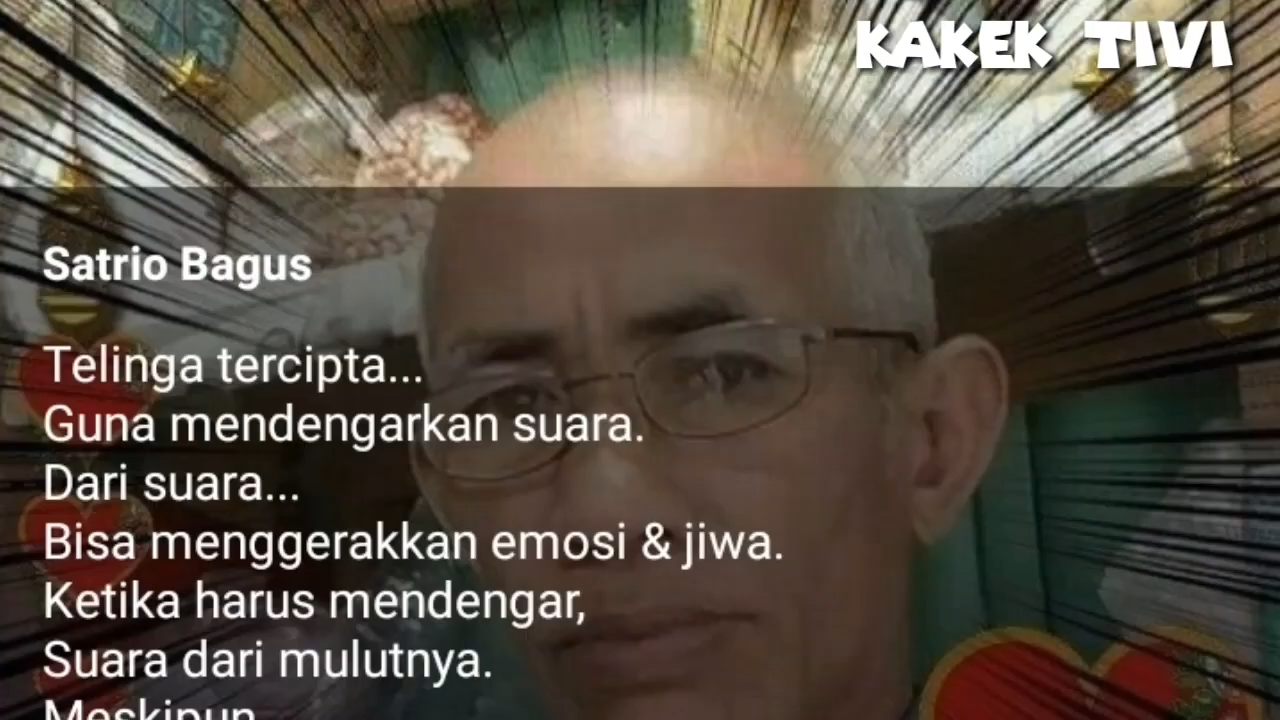 KAKEK TIVI
Satrio Bagus
Telinga tercipta...
Guna mendengarkan suara.
Dari suara...
Bisa menggerakkan emosi & jiwa.
Ketika harus mendengar,
Suara dari mulutnya.
Meskipun